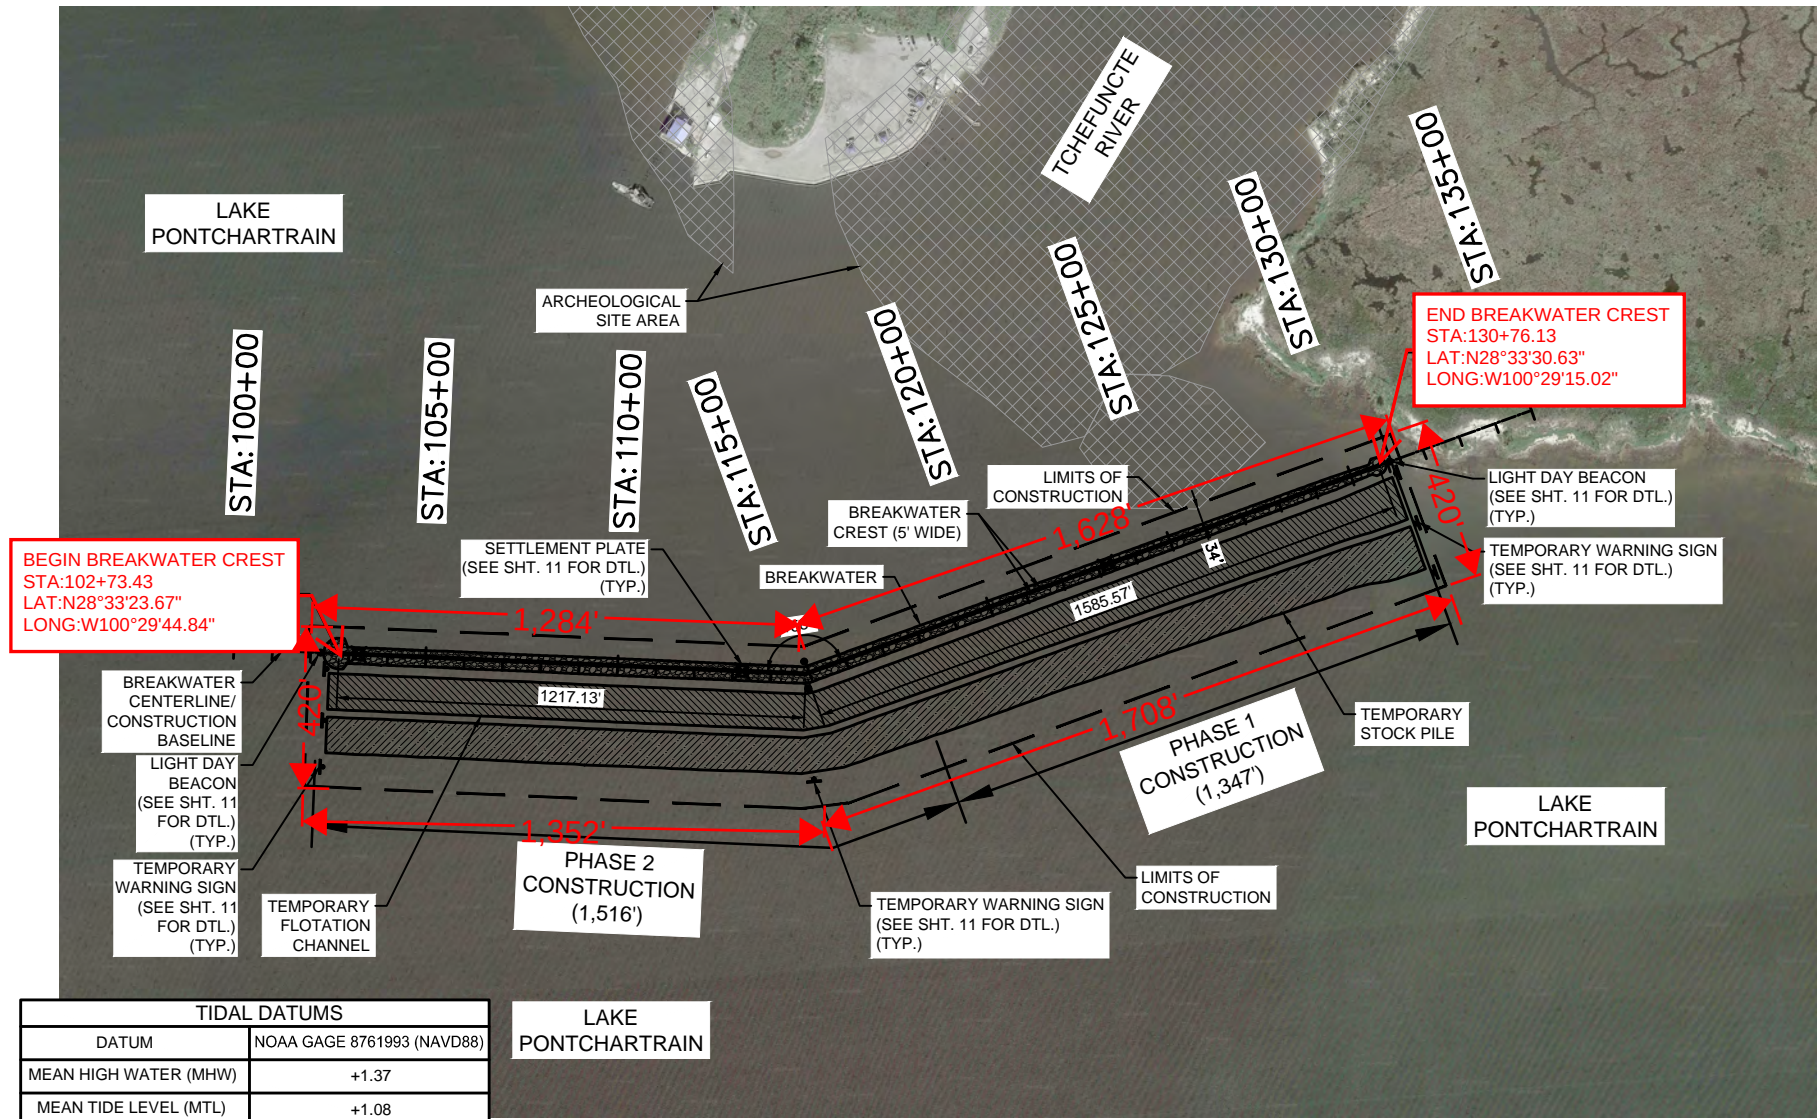 TCHEFUNCTE
RIVER
LAKE
PONTCHARTRAIN
ARCHEOLOGICAL
SITE AREA
STA:100+00
STA:105+00
STA:110+00
STA:115+00
STA:120+00
STA:125+00
STA:130+00
STA:135+00
END BREAKWATER CREST
STA:130+76.13
LAT:N28°33'30.63"
LONG:W100°29'15.02"
LIMITS OF
CONSTRUCTION
BREAKWATER
CREST (5' WIDE)
1,628'
420'
LIGHT DAY BEACON
(SEE SHT. 11 FOR DTL.)
(TYP.)
TEMPORARY WARNING SIGN
(SEE SHT. 11 FOR DTL.)
(TYP.)
SETTLEMENT PLATE
(SEE SHT. 11 FOR DTL.)
(TYP.)
BREAKWATER
34'
1585.57'
BEGIN BREAKWATER CREST
STA:102+73.43
LAT:N28°33'23.67"
LONG:W100°29'44.84"
1,284'
1217.13'
420'
BREAKWATER
CENTERLINE/
CONSTRUCTION
BASELINE
LIGHT DAY
BEACON
(SEE SHT. 11
FOR DTL.)
(TYP.)
TEMPORARY
WARNING SIGN
(SEE SHT. 11
FOR DTL.)
(TYP.)
TEMPORARY
FLOTATION
CHANNEL
1,352'
PHASE 2
CONSTRUCTION
(1,516')
1,708'
PHASE 1
CONSTRUCTION
(1,347')
TEMPORARY
STOCK PILE
LIMITS OF
CONSTRUCTION
TEMPORARY WARNING SIGN
(SEE SHT. 11 FOR DTL.)
(TYP.)
LAKE
PONTCHARTRAIN
LAKE
PONTCHARTRAIN
TIDAL DATUMS
DATUM NOAA GAGE 8761993 (NAVD88)
MEAN HIGH WATER (MHW) +1.37
MEAN TIDE LEVEL (MTL) +1.08